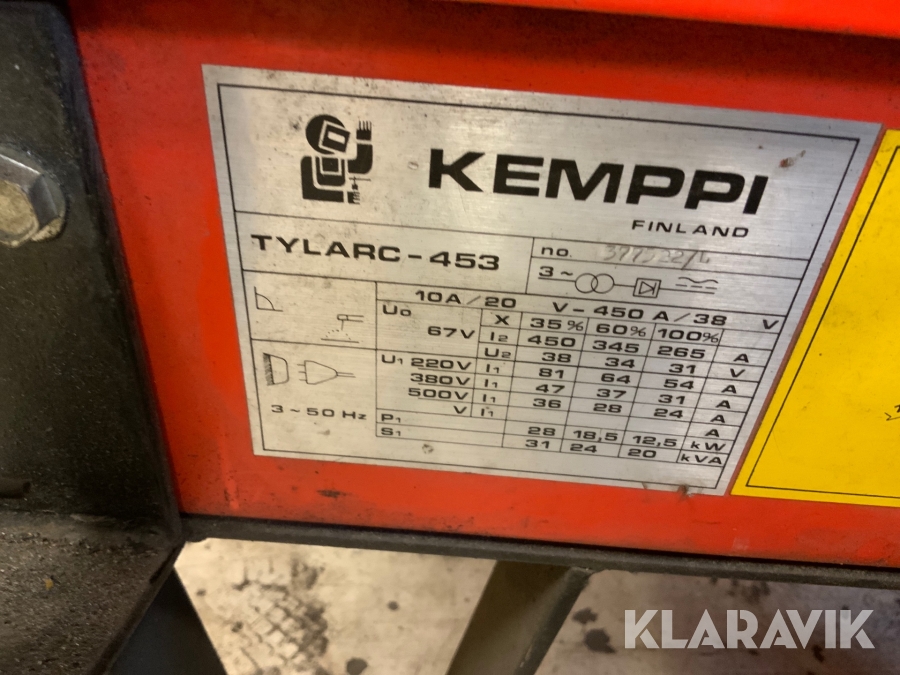 KEMPPI
FINLAND
TYLARC-453
no.
3~
10A/20 V-450 A/38 V
U0 X 35% 60% 100%
67V I2 450 345 265 A
U2 38 34 31 V
U1 220V I1 81 64 54 A
380V I1 47 37 31 A
500V I1 36 28 24 A
V I1 A
3~50 Hz P1 28 18,5 12,5 kW
S1 31 24 20 kVA
KLARAVIK